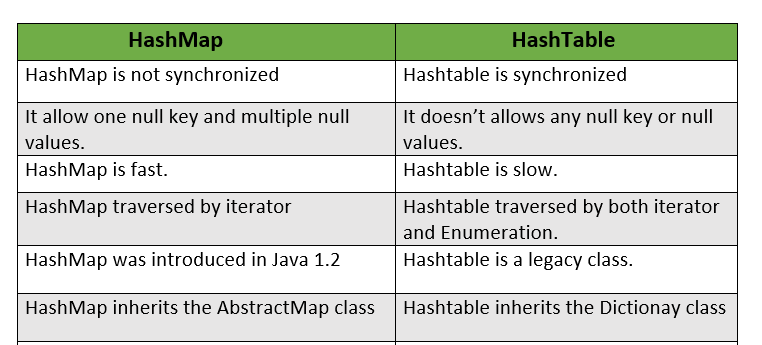 HashMap HashTable
HashMap is not synchronized Hashtable is synchronized
It allow one null key and multiple null It doesn’t allows any null key or null
values. values.
HashMap is fast. Hashtable is slow.
HashMap traversed by iterator Hashtable traversed by both iterator
and Enumeration.
HashMap was introduced in Java 1.2 Hashtable is a legacy class.
HashMap inherits the AbstractMap class Hashtable inherits the Dictionay class